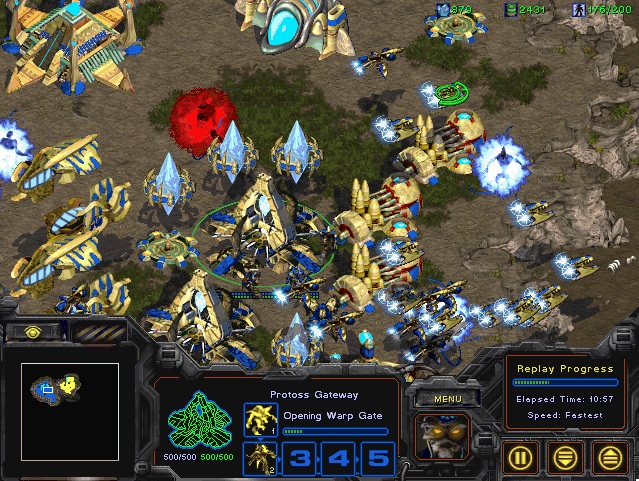 379 2431 176/200
Protoss Gateway
1 Opening Warp Gate
2 3 4 5
500/500 500/500
MENU
Replay Progress
Elapsed Time: 10:57
Speed: Fastest